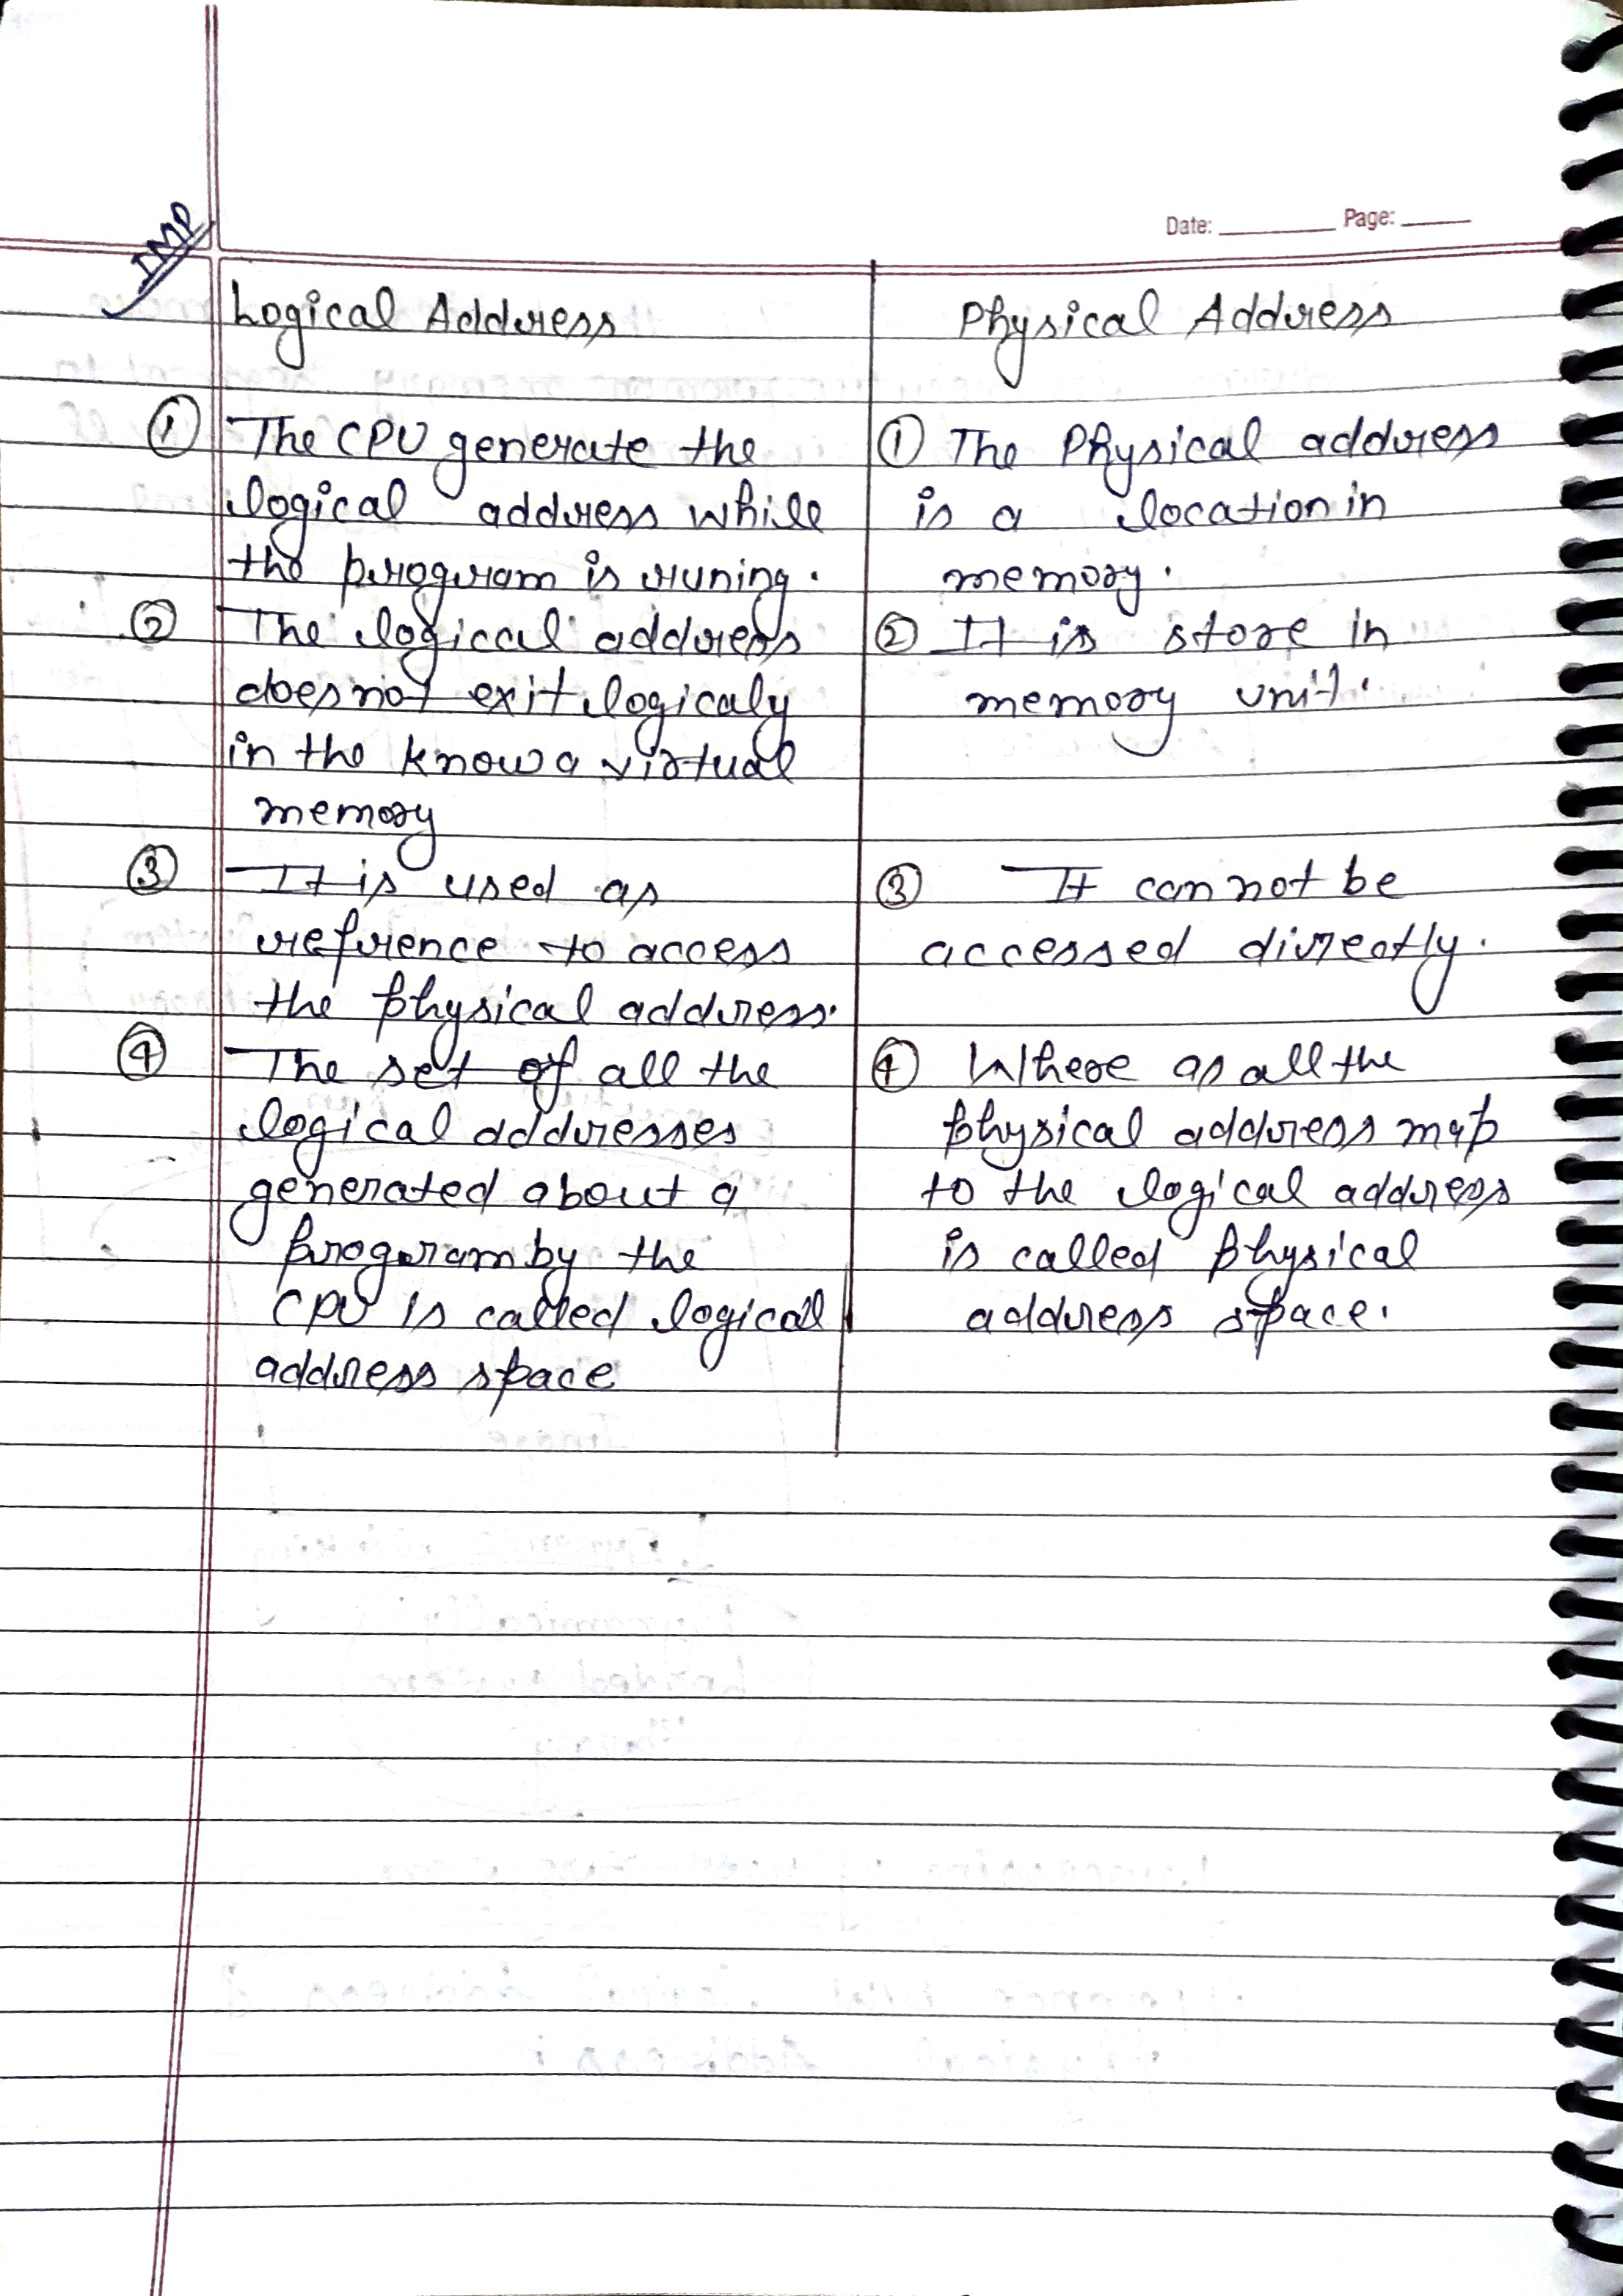 Date: Page:
IMP
Logical Address
Physical Address
① The CPU generate the
logical address while
the program is runing.
② The logical address
does not exit logicaly
in the know a virtual
memory
③ It is used as
refrence to access
the physical address.
④ The set of all the
logical addresses
generated about a
program by the
CPU is called logical
address space
① The Physical address
is a location in
memory.
② It is store in
memory unit.
③ It can not be
accessed directly.
④ Where as all the
physical address map
to the logical address
is called physical
address space.